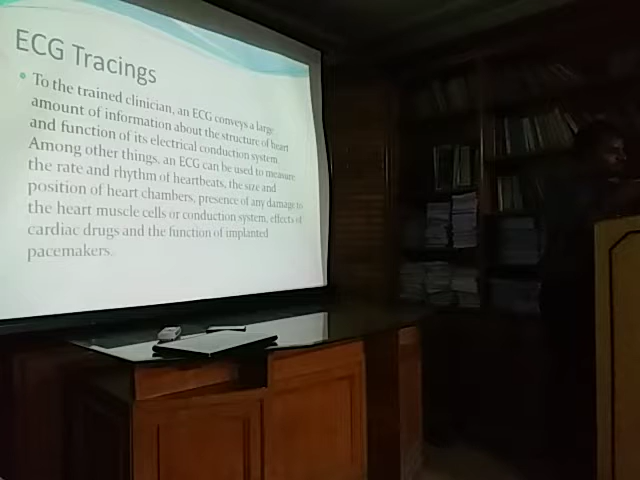 ECG Tracings
To the trained clinician, an ECG conveys a large
amount of information about the structure of heart
and function of its electrical conduction system.
Among other things, an ECG can be used to measure
the rate and rhythm of heartbeats, the size and
position of heart chambers, presence of any damage to
the heart muscle cells or conduction system, effects of
cardiac drugs and the function of implanted
pacemakers.